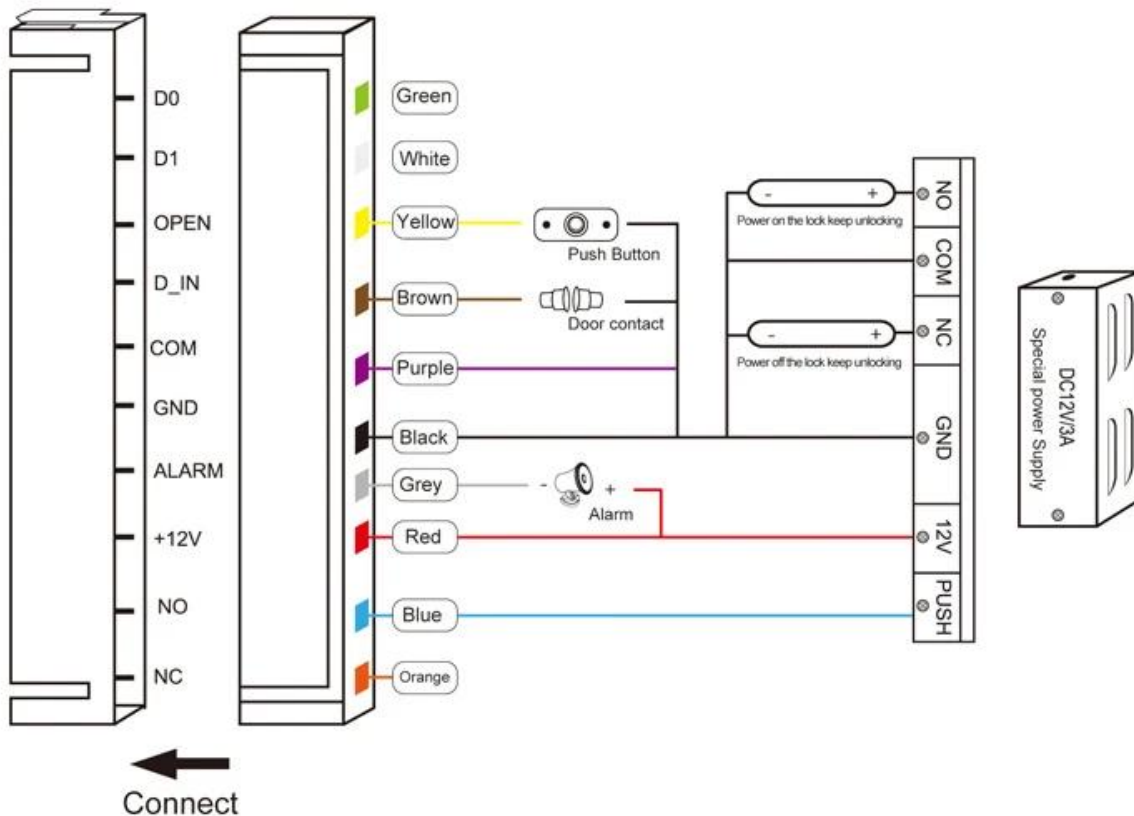 D0
D1
OPEN
D_IN
COM
GND
ALARM
+12V
NO
NC
Green
White
Yellow
Brown
Purple
Black
Grey
Red
Blue
Orange
Push Button
Door contact
- +
Alarm
- +
Power on the lock keep unlocking
- +
Power off the lock keep unlocking
NO
COM
NC
GND
12V
PUSH
DC12V/3A
Special power Supply
Connect